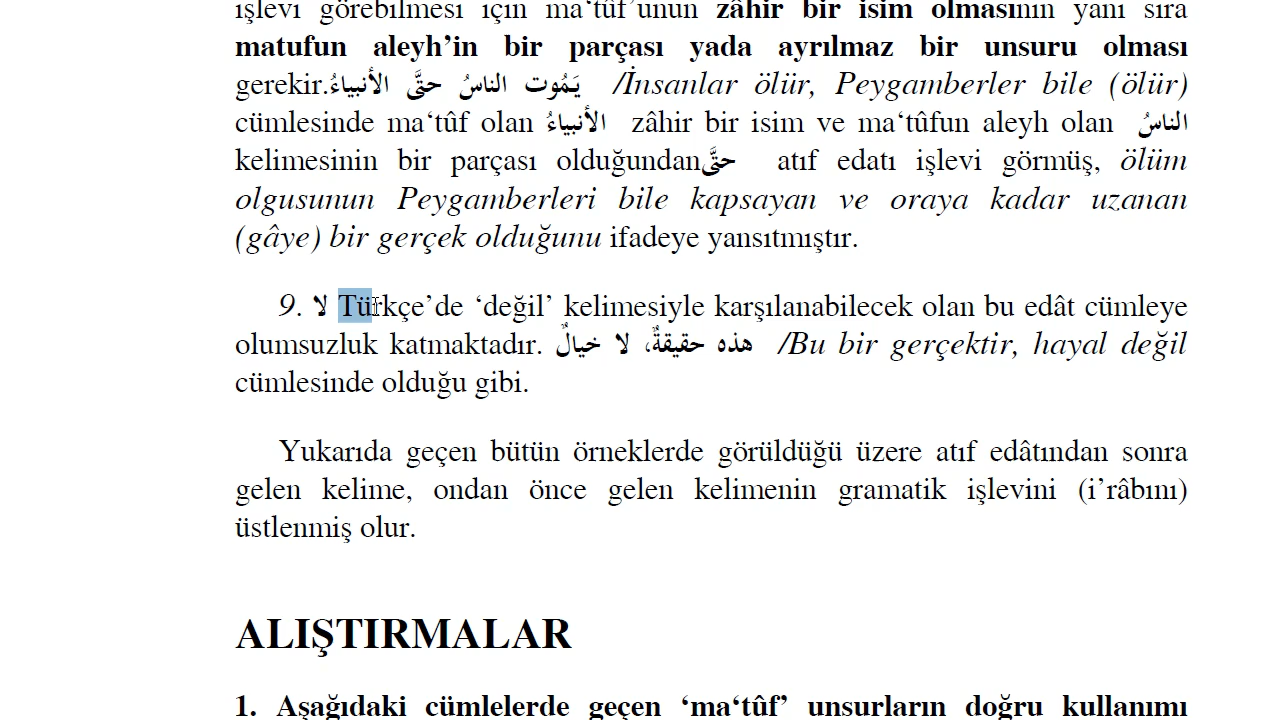 işlevi görebilmesi için ma‘tûf’unun zâhir bir isim olmasının yanı sıra
matufun aleyh’in bir parçası yada ayrılmaz bir unsuru olması
gerekir. يَمُوت الناسُ حتَّى الأنبياءُ /İnsanlar ölür, Peygamberler bile (ölür)
cümlesinde ma‘tûf olan الأنبياءُ zâhir bir isim ve ma‘tûfun aleyh olan الناسُ
kelimesinin bir parçası olduğundan حتَّى atıf edatı işlevi görmüş, ölüm
olgusunun Peygamberleri bile kapsayan ve oraya kadar uzanan
(gâye) bir gerçek olduğunu ifadeye yansıtmıştır.
9. لا Türkçe’de ‘değil’ kelimesiyle karşılanabilecek olan bu edât cümleye
olumsuzluk katmaktadır. هذه حقيقةٌ، لا خيالٌ /Bu bir gerçektir, hayal değil
cümlesinde olduğu gibi.
Yukarıda geçen bütün örneklerde görüldüğü üzere atıf edâtından sonra
gelen kelime, ondan önce gelen kelimenin gramatik işlevini (i’râbını)
üstlenmiş olur.
ALIŞTIRMALAR
1. Aşağıdaki cümlelerde geçen ‘ma‘tûf’ unsurların doğru kullanımı